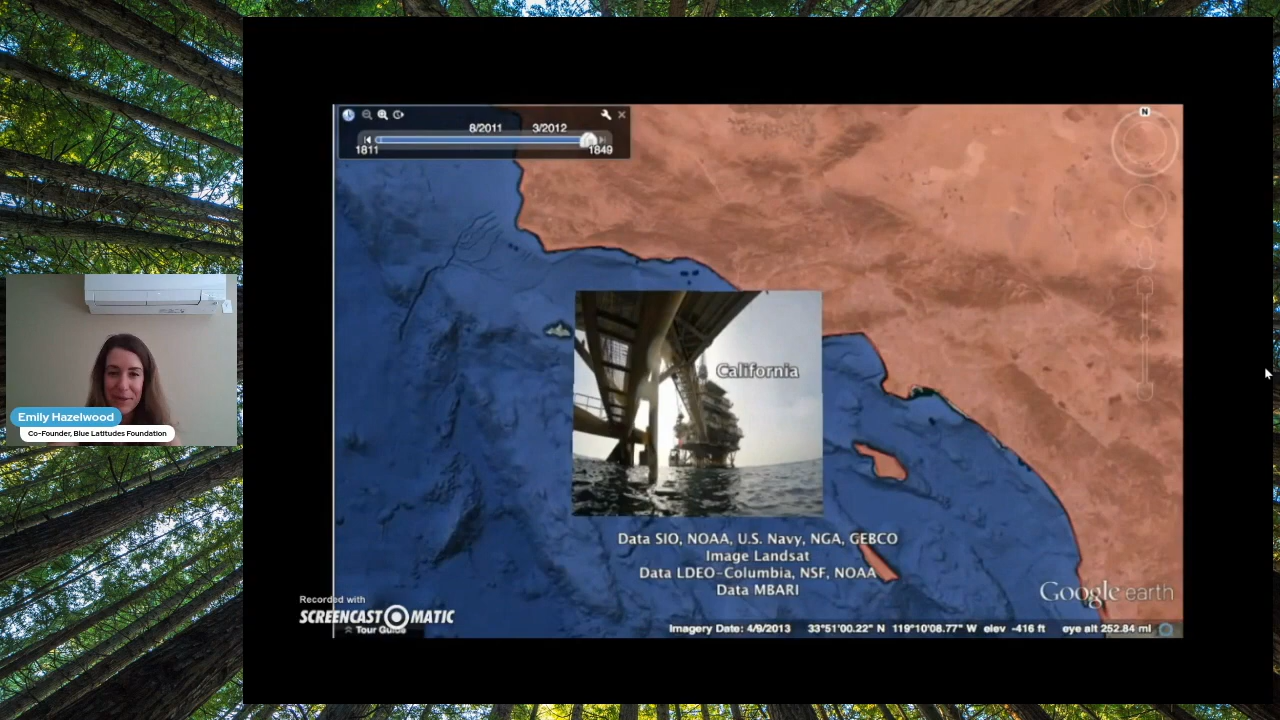 8/2011 3/2012
1811 1849
N
California
Emily Hazelwood
Co-Founder, Blue Latitudes Foundation
Data SIO, NOAA, U.S. Navy, NGA, GEBCO
Image Landsat
Data LDEO-Columbia, NSF, NOAA
Data MBARI
Google earth
Recorded with
SCREENCAST MATIC
Tour Guide
Imagery Date: 4/9/2013 33°51'00.22" N 119°10'08.77" W elev -416 ft eye alt 252.84 mi